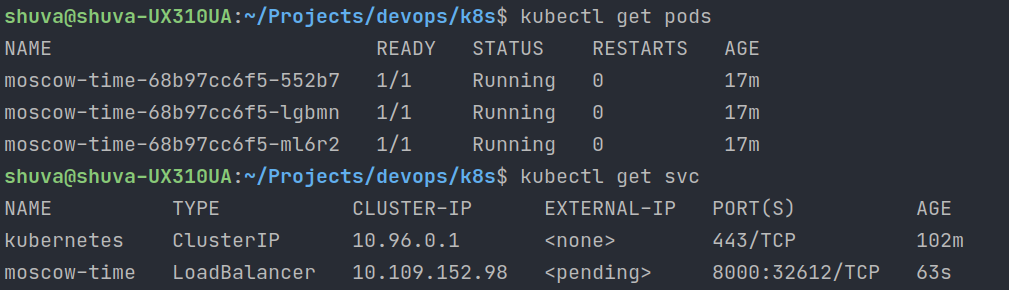 shuva@shuva-UX310UA:~/Projects/devops/k8s$ kubectl get pods
NAME                           READY   STATUS    RESTARTS   AGE
moscow-time-68b97cc6f5-552b7   1/1     Running   0          17m
moscow-time-68b97cc6f5-lgbmn   1/1     Running   0          17m
moscow-time-68b97cc6f5-ml6r2   1/1     Running   0          17m
shuva@shuva-UX310UA:~/Projects/devops/k8s$ kubectl get svc
NAME          TYPE           CLUSTER-IP      EXTERNAL-IP   PORT(S)          AGE
kubernetes    ClusterIP      10.96.0.1       <none>        443/TCP          102m
moscow-time   LoadBalancer   10.109.152.98   <pending>     8000:32612/TCP   63s